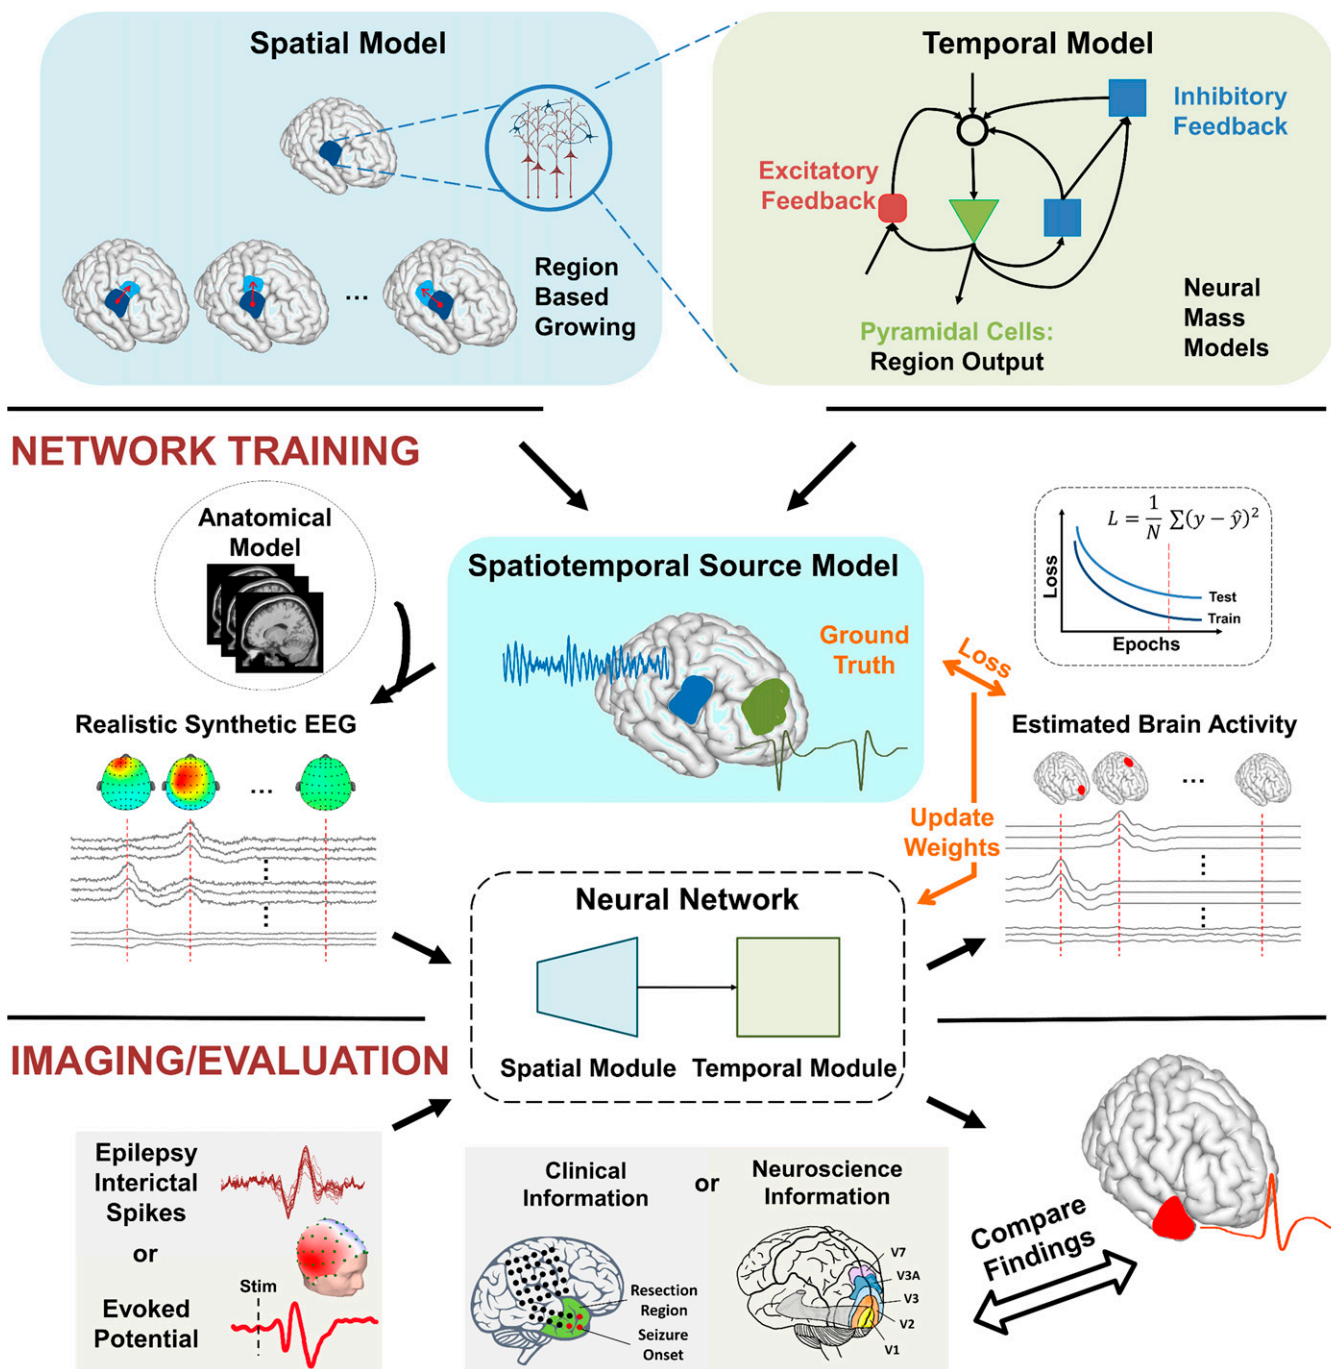 Spatial Model
Region
Based
Growing
...
Temporal Model
Inhibitory
Feedback
Excitatory
Feedback
Pyramidal Cells:
Region Output
Neural
Mass
Models
NETWORK TRAINING
Anatomical
Model
Spatiotemporal Source Model
Ground
Truth
L = 1/N ∑(y − ŷ)²
Loss
Test
Train
Epochs
Loss
Update
Weights
Realistic Synthetic EEG
...
Estimated Brain Activity
...
Neural Network
Spatial Module
Temporal Module
IMAGING/EVALUATION
Epilepsy
Interictal
Spikes
or
Stim
Evoked
Potential
Clinical
Information
or
Neuroscience
Information
Resection
Region
Seizure
Onset
V7
V3A
V3
V2
V1
Compare
Findings